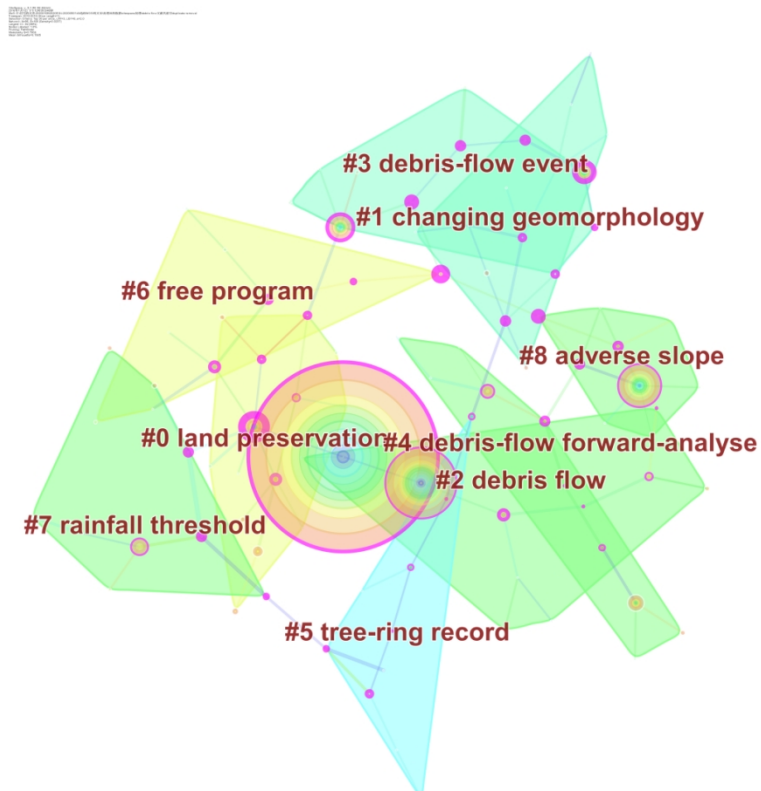 #3 debris-flow event
#1 changing geomorphology
#6 free program
#8 adverse slope
#0 land preservation
#4 debris-flow forward-analyse
#2 debris flow
#7 rainfall threshold
#5 tree-ring record